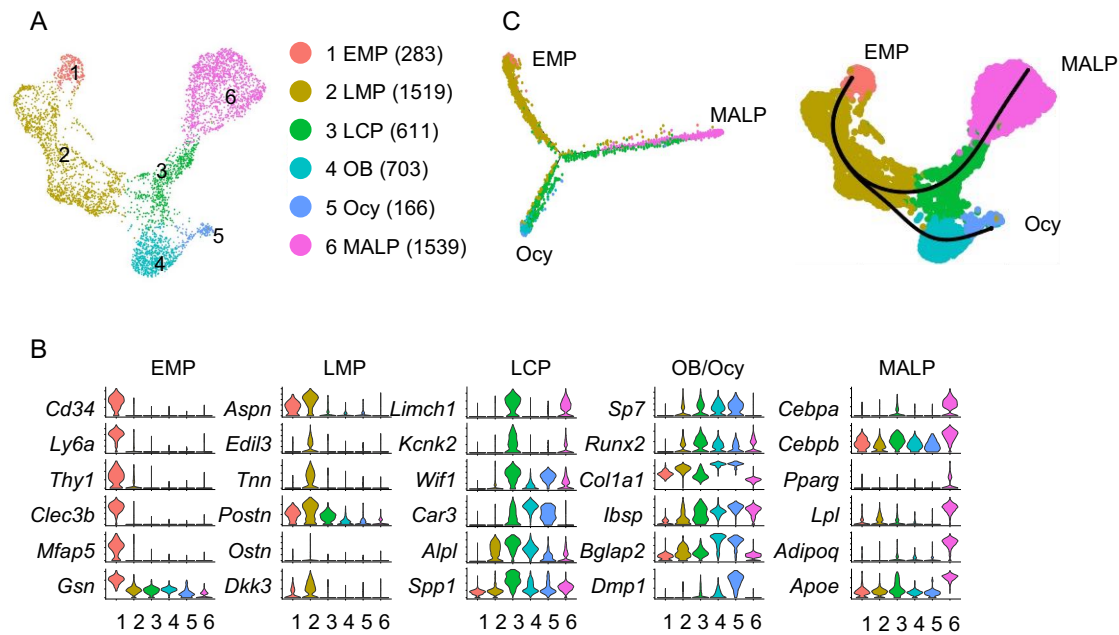 A
1
2
3
4
5
6
1 EMP (283)
2 LMP (1519)
3 LCP (611)
4 OB (703)
5 Ocy (166)
6 MALP (1539)
C
EMP
MALP
Ocy
EMP
MALP
Ocy
B
EMP
Cd34
Ly6a
Thy1
Clec3b
Mfap5
Gsn
1 2 3 4 5 6
LMP
Aspn
Edil3
Tnn
Postn
Ostn
Dkk3
1 2 3 4 5 6
LCP
Limch1
Kcnk2
Wif1
Car3
Alpl
Spp1
1 2 3 4 5 6
OB/Ocy
Sp7
Runx2
Col1a1
Ibsp
Bglap2
Dmp1
1 2 3 4 5 6
MALP
Cebpa
Cebpb
Pparg
Lpl
Adipoq
Apoe
1 2 3 4 5 6